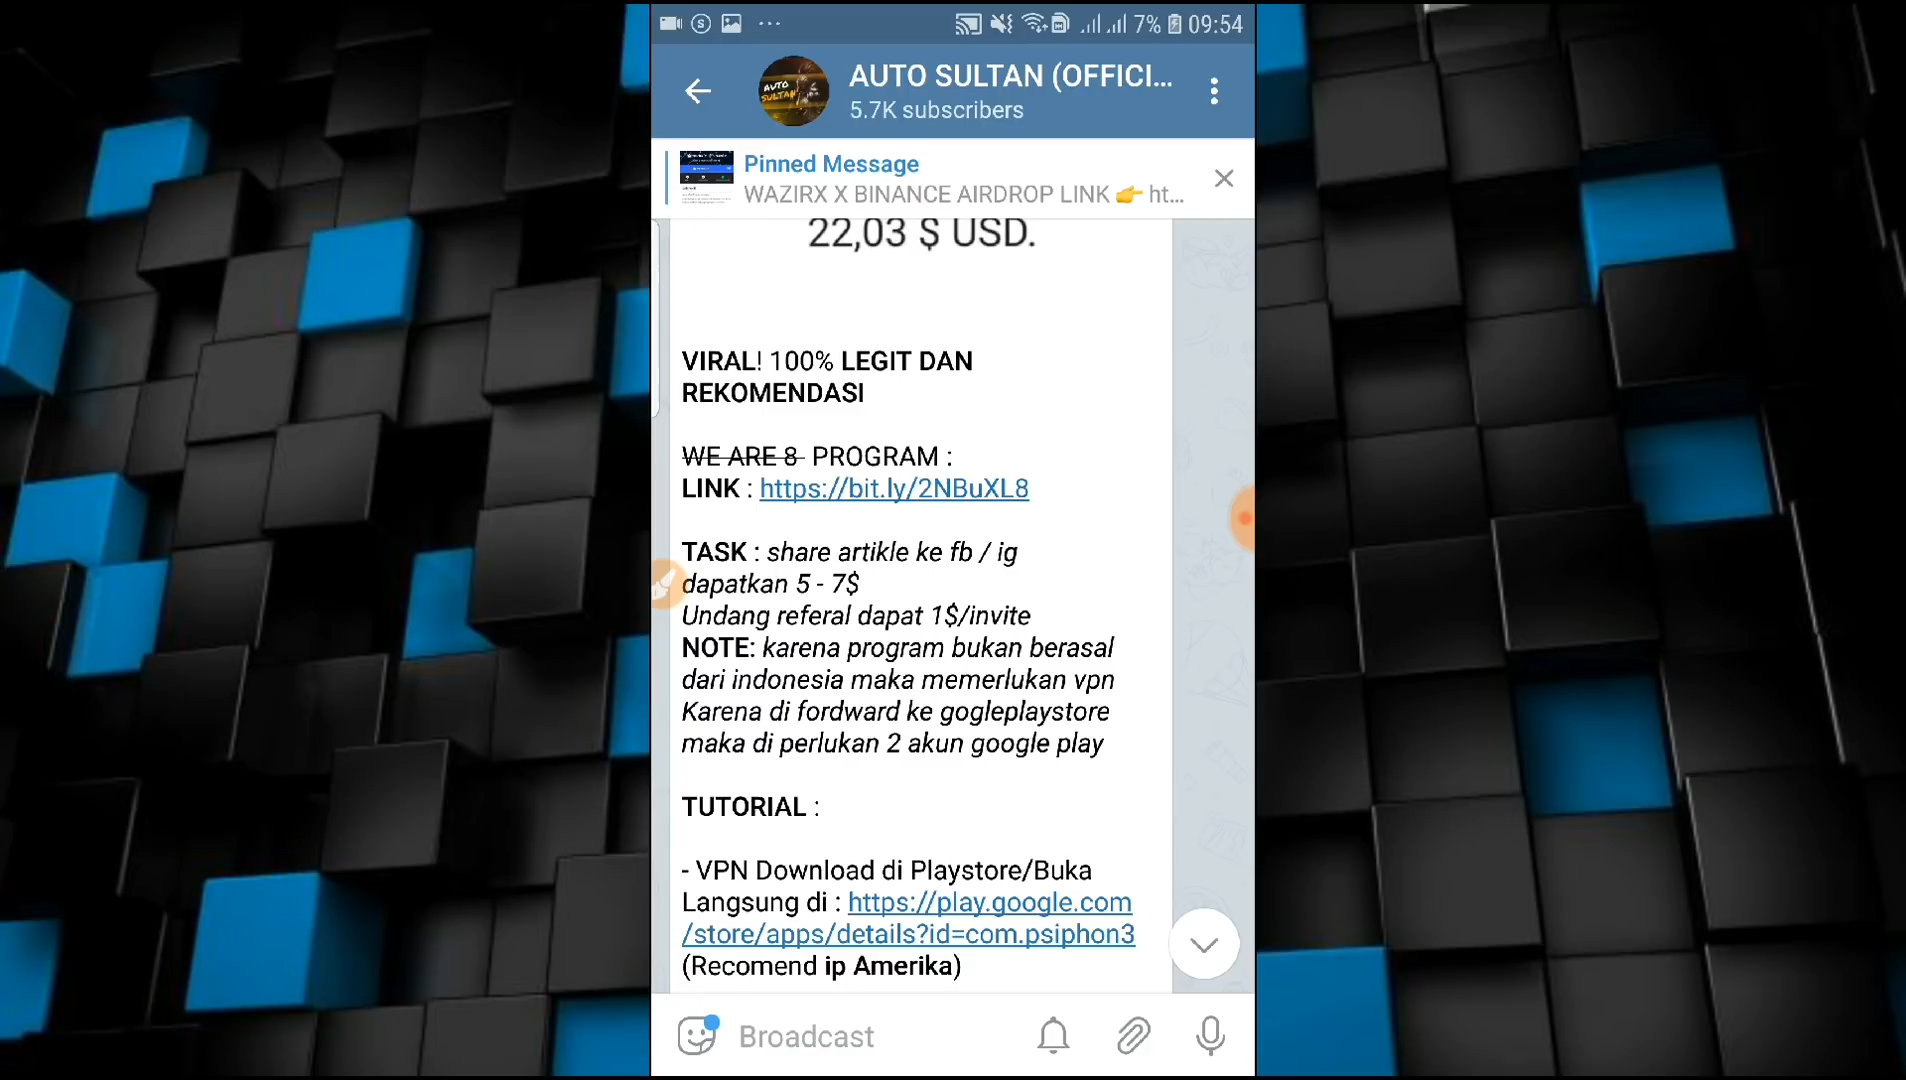 7% 09:54
AUTO SULTAN
AUTO SULTAN (OFFICI...
5.7K subscribers
Pinned Message
WAZIRX X BINANCE AIRDROP LINK 👉 ht...
22,03 $ USD.
VIRAL! 100% LEGIT DAN
REKOMENDASI
WE ARE 8 PROGRAM :
LINK : https://bit.ly/2NBuXL8
TASK : share artikle ke fb / ig
dapatkan 5 - 7$
Undang referal dapat 1$/invite
NOTE: karena program bukan berasal
dari indonesia maka memerlukan vpn
Karena di fordward ke gogleplaystore
maka di perlukan 2 akun google play
TUTORIAL :
- VPN Download di Playstore/Buka
Langsung di : https://play.google.com
/store/apps/details?id=com.psiphon3
(Recomend ip Amerika)
Broadcast